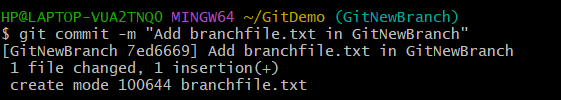 HP@LAPTOP-VUA2TNQO MINGW64 ~/GitDemo (GitNewBranch)
$ git commit -m "Add branchfile.txt in GitNewBranch"
[GitNewBranch 7ed6669] Add branchfile.txt in GitNewBranch
 1 file changed, 1 insertion(+)
 create mode 100644 branchfile.txt